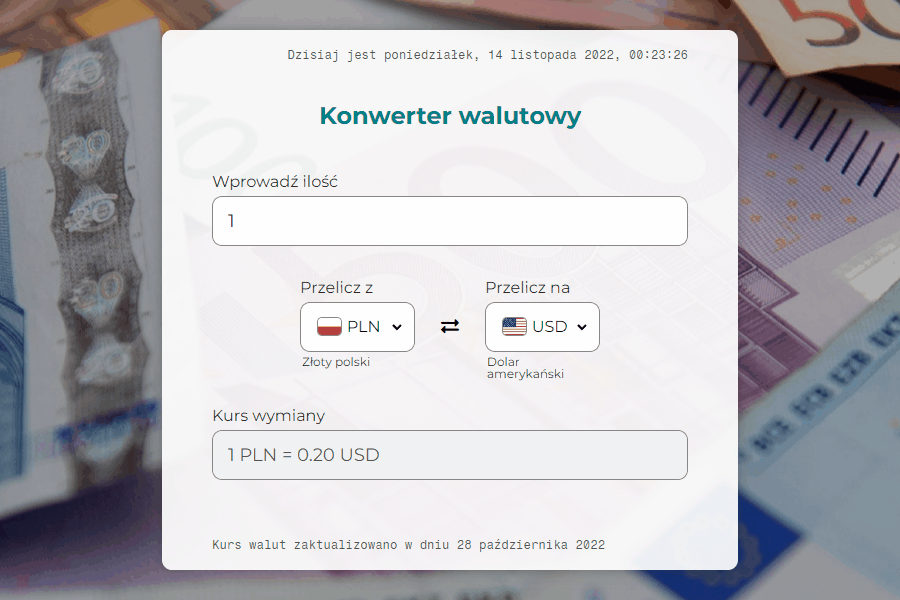 Dzisiaj jest poniedziałek, 14 listopada 2022, 00:23:26
Konwerter walutowy
Wprowadź ilość
1
Przelicz z
Przelicz na
PLN
USD
Złoty polski
Dolar
amerykański
Kurs wymiany
1 PLN = 0.20 USD
Kurs walut zaktualizowano w dniu 28 października 2022